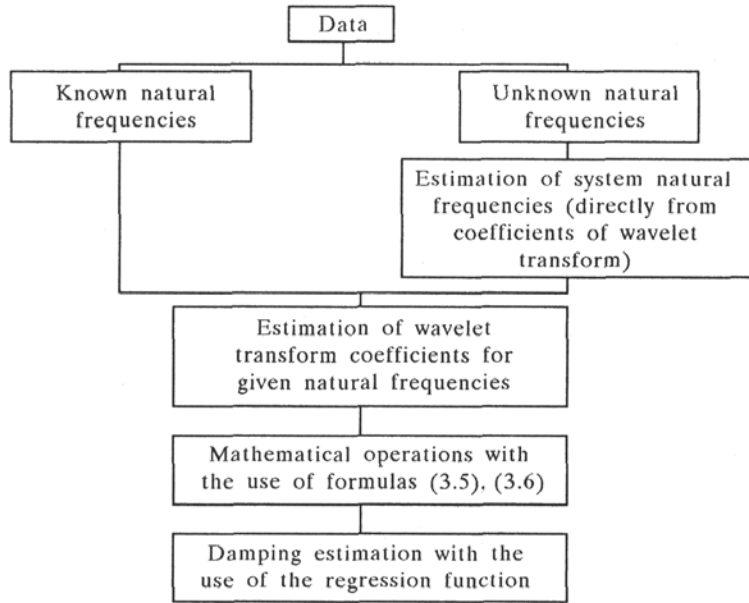 Data
Known natural
frequencies
Unknown natural
frequencies
Estimation of system natural
frequencies (directly from
coefficients of wavelet
transform)
Estimation of wavelet
transform coefficients for
given natural frequencies
Mathematical operations with
the use of formulas (3.5), (3.6)
Damping estimation with the
use of the regression function